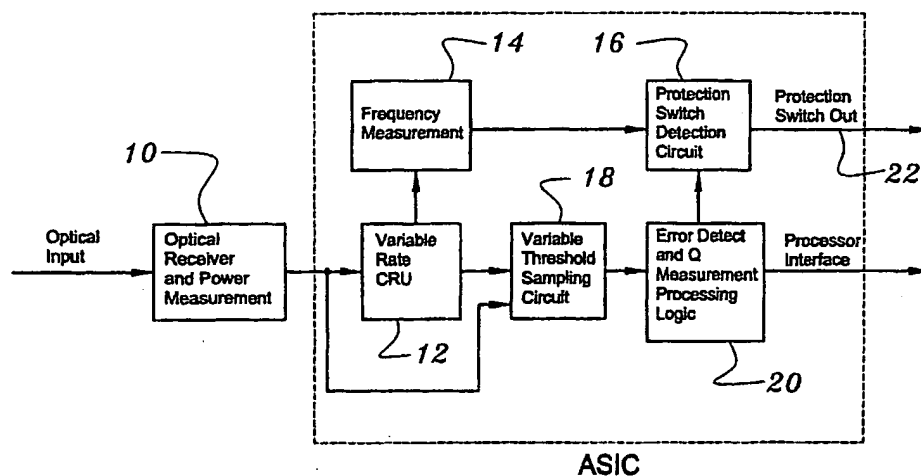 14
16
Frequency
Measurement
Protection
Switch
Detection
Circuit
Protection
Switch Out
22
10
18
Optical
Input
Optical
Receiver
and Power
Measurement
Variable
Rate
CRU
Variable
Threshold
Sampling
Circuit
Error Detect
and Q
Measurement
Processing
Logic
Processor
Interface
12
20
ASIC